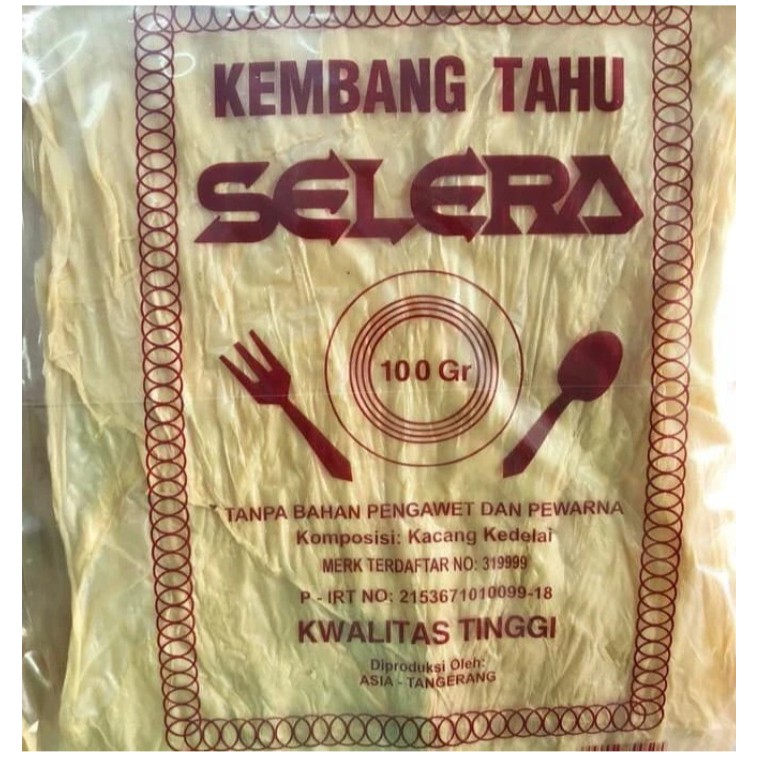 KEMBANG TAHU
SELERA
100 Gr
TANPA BAHAN PENGAWET DAN PEWARNA
Komposisi: Kacang Kedelai
MERK TERDAFTAR NO: 319999
P - IRT NO: 2153671010099-18
KWALITAS TINGGI
Diproduksi Oleh:
ASIA - TANGERANG